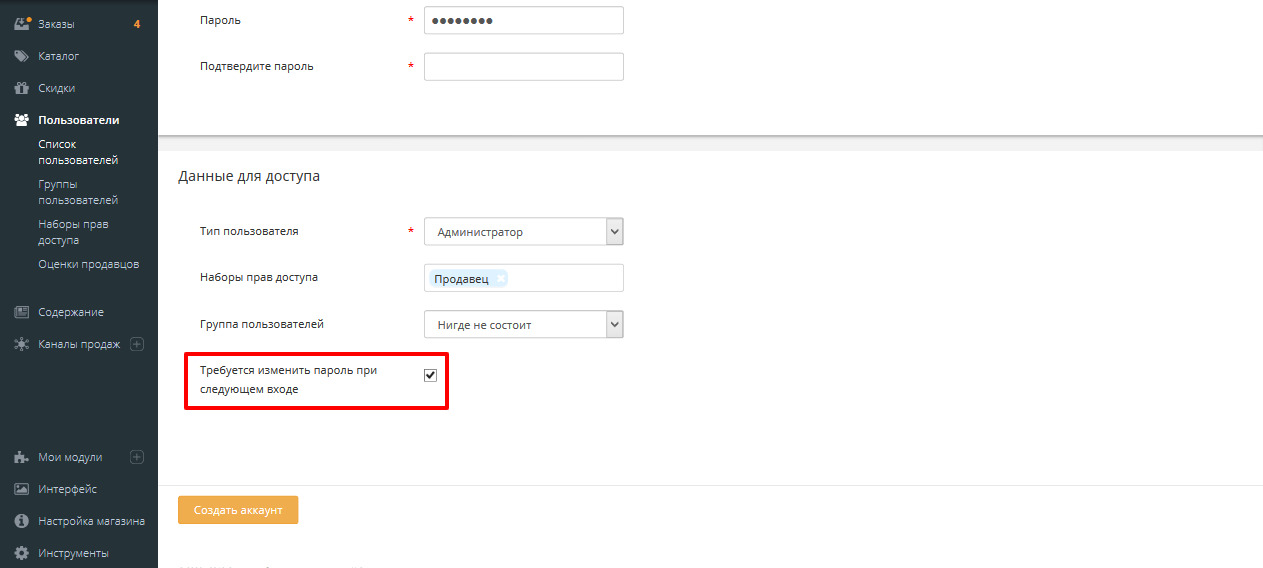 Заказы 4
Каталог
Скидки
Пользователи
Список
пользователей
Группы
пользователей
Наборы прав
доступа
Оценки продавцов
Содержание
Каналы продаж
Мои модули
Интерфейс
Настройка магазина
Инструменты
Пароль *
Подтвердите пароль *
Данные для доступа
Тип пользователя * Администратор
Наборы прав доступа Продавец
Группа пользователей Нигде не состоит
Требуется изменить пароль при
следующем входе
Создать аккаунт